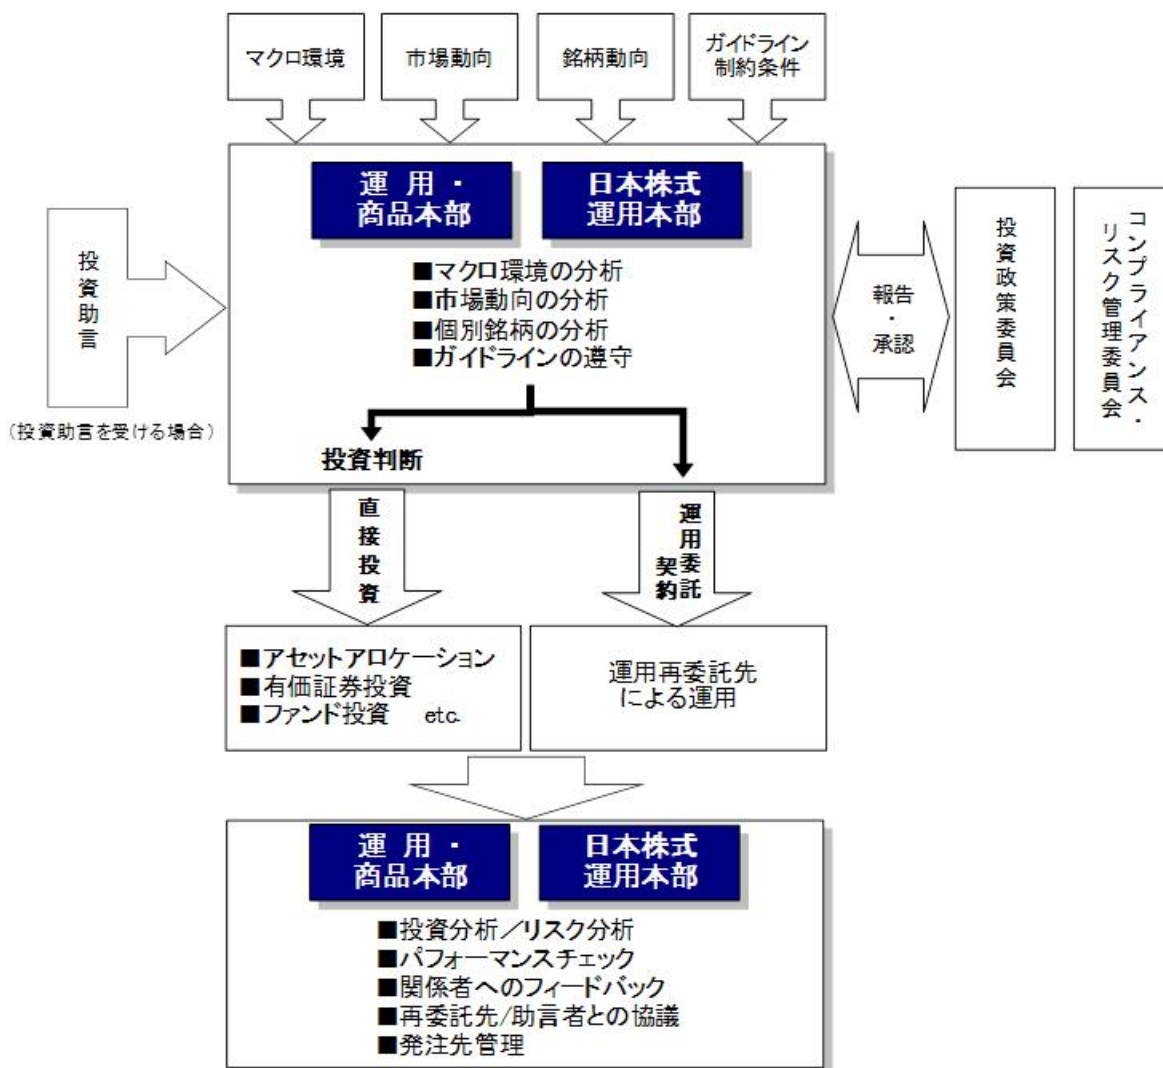 マクロ環境
市場動向
銘柄動向
ガイドライン
制約条件
運 用 ・
商品本部
日本株式
運用本部
■マクロ環境の分析
■市場動向の分析
■個別銘柄の分析
■ガイドラインの遵守
投資助言
(投資助言を受ける場合)
報告
・
承認
投資政策委員会
コンプライアンス・
リスク管理委員会
投資判断
直接投資
運用委託
契約
■アセットアロケーション
■有価証券投資
■ファンド投資 etc.
運用再委託先
による運用
運 用 ・
商品本部
日本株式
運用本部
■投資分析/リスク分析
■パフォーマンスチェック
■関係者へのフィードバック
■再委託先/助言者との協議
■発注先管理